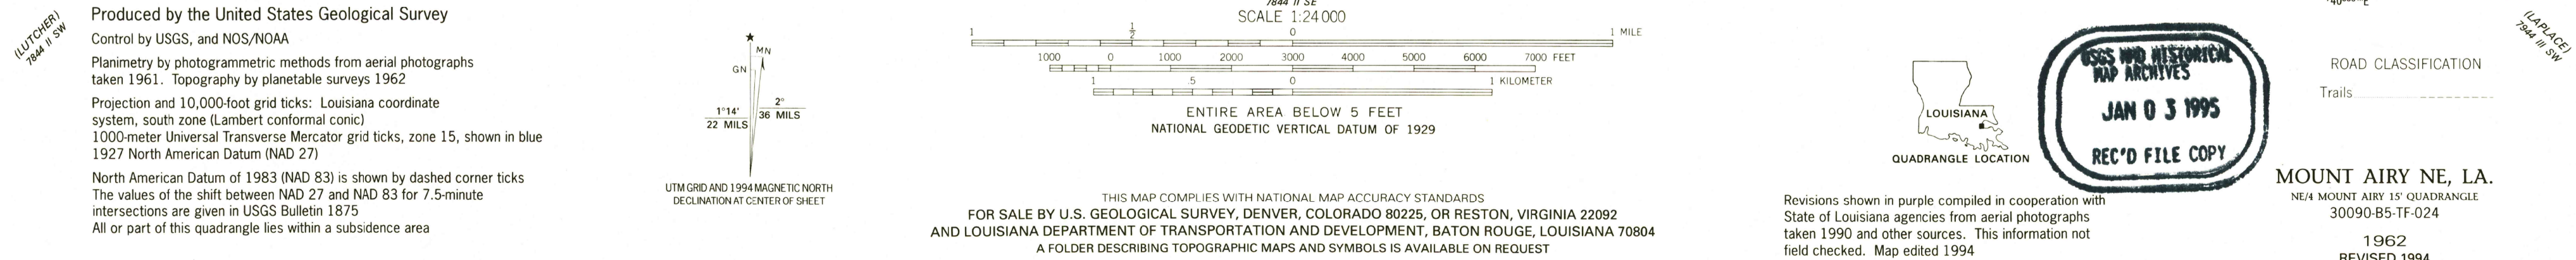 (LUTCHER)
7844 II SW
Produced by the United States Geological Survey
Control by USGS, and NOS/NOAA
Planimetry by photogrammetric methods from aerial photographs
taken 1961. Topography by planetable surveys 1962
Projection and 10,000-foot grid ticks: Louisiana coordinate
system, south zone (Lambert conformal conic)
1000-meter Universal Transverse Mercator grid ticks, zone 15, shown in blue
1927 North American Datum (NAD 27)
North American Datum of 1983 (NAD 83) is shown by dashed corner ticks
The values of the shift between NAD 27 and NAD 83 for 7.5-minute
intersections are given in USGS Bulletin 1875
All or part of this quadrangle lies within a subsidence area
MN
GN
1°14'
22 MILS
2°
36 MILS
UTM GRID AND 1994 MAGNETIC NORTH
DECLINATION AT CENTER OF SHEET
7844 II SE
SCALE 1:24 000
1 ½ 0 1 MILE
1000 0 1000 2000 3000 4000 5000 6000 7000 FEET
1 .5 0 1 KILOMETER
ENTIRE AREA BELOW 5 FEET
NATIONAL GEODETIC VERTICAL DATUM OF 1929
THIS MAP COMPLIES WITH NATIONAL MAP ACCURACY STANDARDS
FOR SALE BY U.S. GEOLOGICAL SURVEY, DENVER, COLORADO 80225, OR RESTON, VIRGINIA 22092
AND LOUISIANA DEPARTMENT OF TRANSPORTATION AND DEVELOPMENT, BATON ROUGE, LOUISIANA 70804
A FOLDER DESCRIBING TOPOGRAPHIC MAPS AND SYMBOLS IS AVAILABLE ON REQUEST
LOUISIANA
QUADRANGLE LOCATION
USGS NMD HISTORICAL
MAP ARCHIVES
JAN 03 1995
REC'D FILE COPY
Revisions shown in purple compiled in cooperation with
State of Louisiana agencies from aerial photographs
taken 1990 and other sources. This information not
field checked. Map edited 1994
(LAPLACE)
7944 III SW
ROAD CLASSIFICATION
Trails
MOUNT AIRY NE, LA.
NE/4 MOUNT AIRY 15' QUADRANGLE
30090-B5-TF-024
1962
REVISED 1994